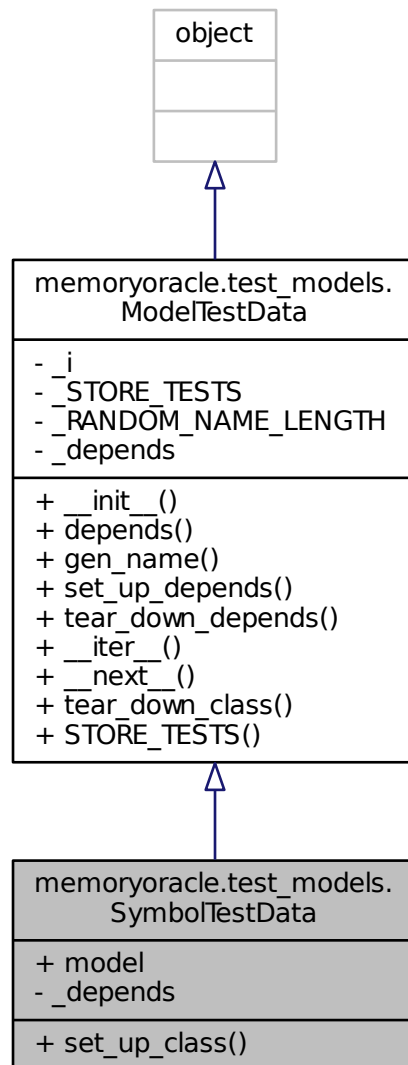 object
memoryoracle.test_models.
ModelTestData
- _i
- _STORE_TESTS
- _RANDOM_NAME_LENGTH
- _depends
+ __init__()
+ depends()
+ gen_name()
+ set_up_depends()
+ tear_down_depends()
+ __iter__()
+ __next__()
+ tear_down_class()
+ STORE_TESTS()
memoryoracle.test_models.
SymbolTestData
+ model
- _depends
+ set_up_class()